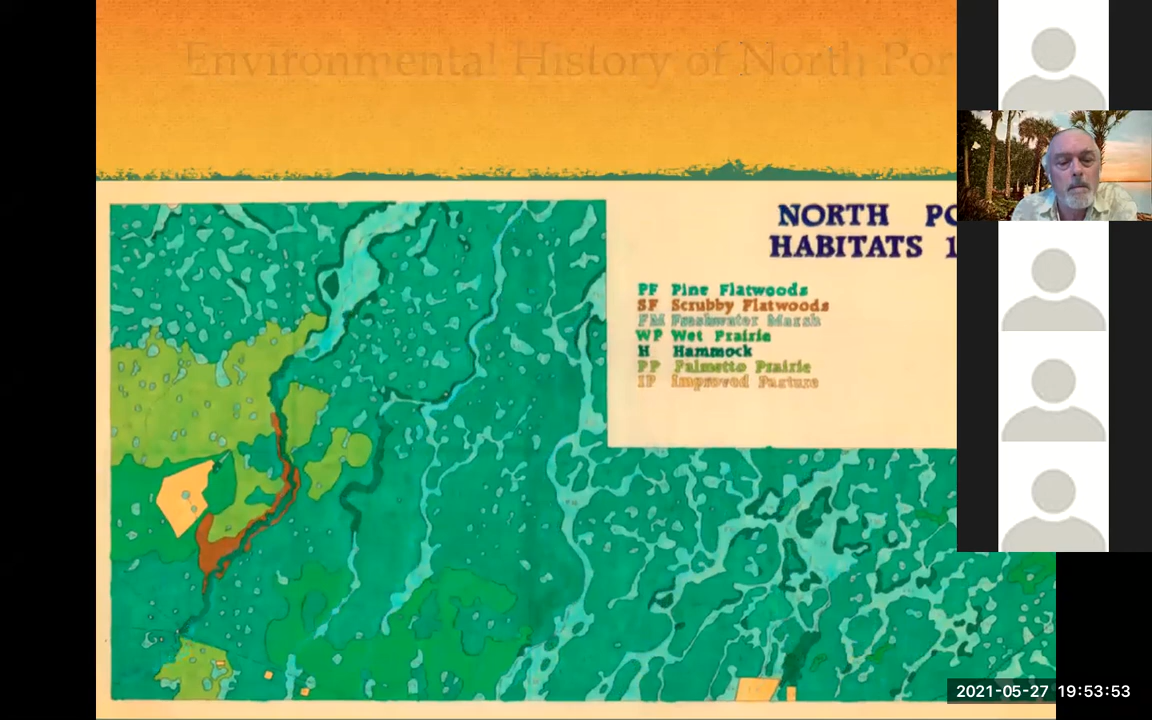 Environmental History of North Por
NORTH PO
HABITATS 1
PF Pine Flatwoods
SF Scrubby Flatwoods
FM Freshwater Marsh
WP Wet Prairie
H Hammock
PP Palmetto Prairie
IP Improved Pasture
2021-05-27 19:53:53